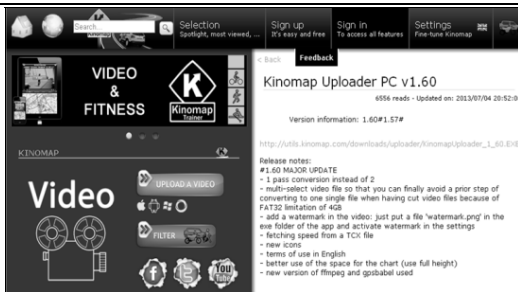 Search...
Kinomap
Selection
Spotlight, most viewed, ...
Sign up
It's easy and free
Sign in
To access all features
Settings
Fine-tune Kinomap
< Back
Feedback
VIDEO
&
FITNESS
K
Kinomap
Trainer
KINOMAP
Video
UPLOAD A VIDEO
FILTER
f
t
You
Tube
Kinomap Uploader PC v1.60
6556 reads - Updated on: 2013/07/04 20:52:0
Version information: 1.60#1.57#
http://utils.kinomap.com/downloads/uploader/KinomapUploader_1_60.EXE
Release notes:
#1.60 MAJOR UPDATE
- 1 pass conversion instead of 2
- multi-select video file so that you can finally avoid a prior step of
converting to one single file when having cut video files because of
FAT32 limitation of 4GB
- add a watermark in the video: just put a file 'watermark.png' in the
exe folder of the app and activate watermark in the settings
- fetching speed from a TCX file
- new icons
- terms of use in English
- better use of the space for the chart (use full height)
- new version of ffmpeg and gpsbabel used